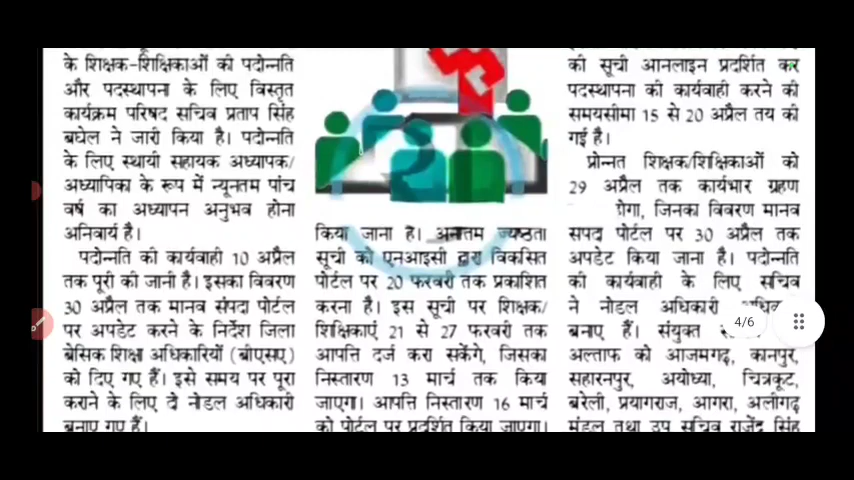 के शिक्षक-शिक्षिकाओं की पदोन्नति
और पदस्थापना के लिए विस्तृत
कार्यक्रम परिषद सचिव प्रताप सिंह
बघेल ने जारी किया है। पदोन्नति
के लिए स्थायी सहायक अध्यापक/
अध्यापिका के रूप में न्यूनतम पांच
वर्ष का अध्यापन अनुभव होना
अनिवार्य है।
पदोन्नति की कार्यवाही 10 अप्रैल
तक पूरी की जानी है। इसका विवरण
30 अप्रैल तक मानव संपदा पोर्टल
पर अपडेट करने के निर्देश जिला
बेसिक शिक्षा अधिकारियों (बीएसए)
को दिए गए हैं। इसे समय पर पूरा
कराने के लिए दो नोडल अधिकारी
बनाए गए हैं।
किया जाना है। अनंतिम ज्येष्ठता
सूची को एनआइसी द्वारा विकसित
पोर्टल पर 20 फरवरी तक प्रकाशित
करना है। इस सूची पर शिक्षक/
शिक्षिकाएं 21 से 27 फरवरी तक
आपत्ति दर्ज करा सकेंगे, जिसका
निस्तारण 13 मार्च तक किया
जाएगा। आपत्ति निस्तारण 16 मार्च
को पोर्टल पर प्रदर्शित किया जाएगा।
की सूची आनलाइन प्रदर्शित कर
पदस्थापना की कार्यवाही करने की
समयसीमा 15 से 20 अप्रैल तय की
गई है।
प्रोन्नत शिक्षक/शिक्षिकाओं को
29 अप्रैल तक कार्यभार ग्रहण
जिनका विवरण मानव
संपदा पोर्टल पर 30 अप्रैल तक
अपडेट किया जाना है। पदोन्नति
की कार्यवाही के लिए सचिव
ने नोडल अधिकारी
बनाए हैं। संयुक्त
अल्ताफ को आजमगढ़, कानपुर,
सहारनपुर, अयोध्या, चित्रकूट,
बरेली, प्रयागराज, आगरा, अलीगढ़
मंडल तथा उप सचिव राजेंद्र सिंह
4/6